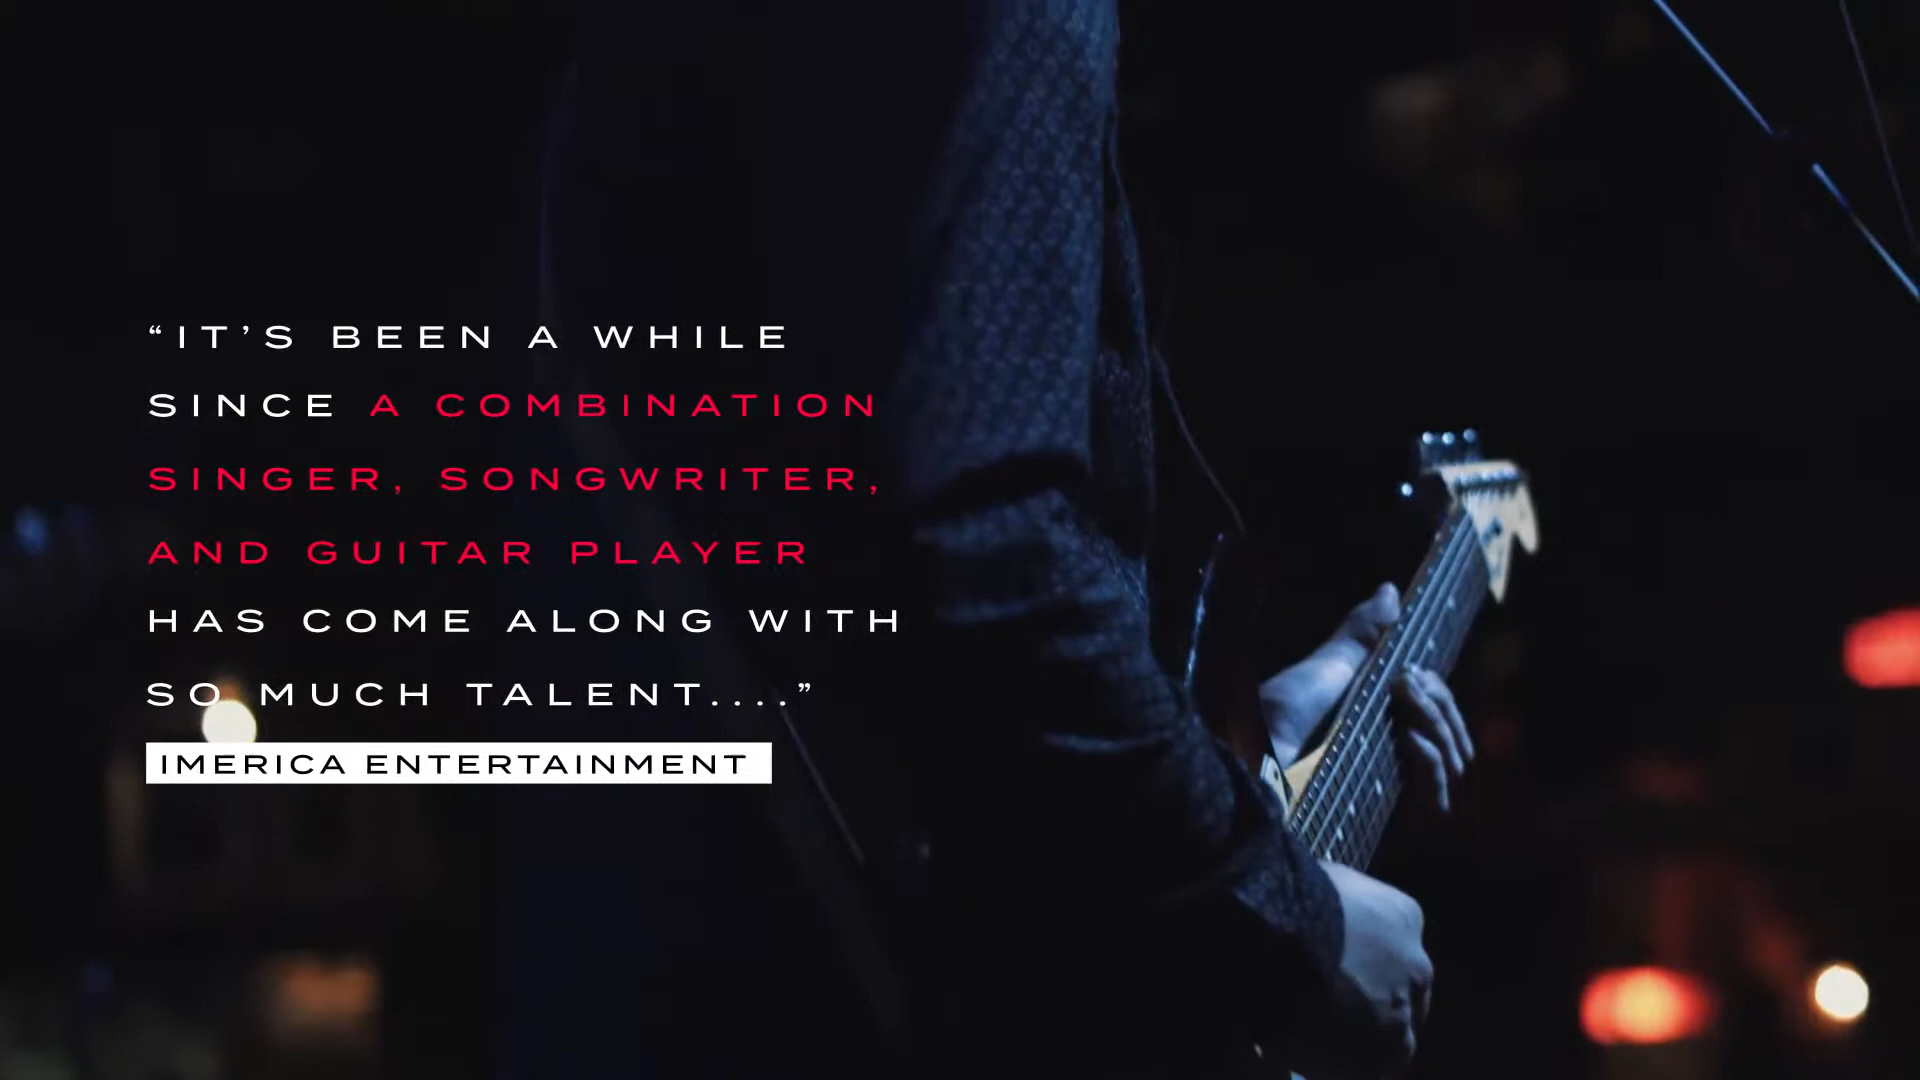 “IT’S BEEN A WHILE
SINCE A COMBINATION
SINGER, SONGWRITER,
AND GUITAR PLAYER
HAS COME ALONG WITH
SO MUCH TALENT....”
IMERICA ENTERTAINMENT